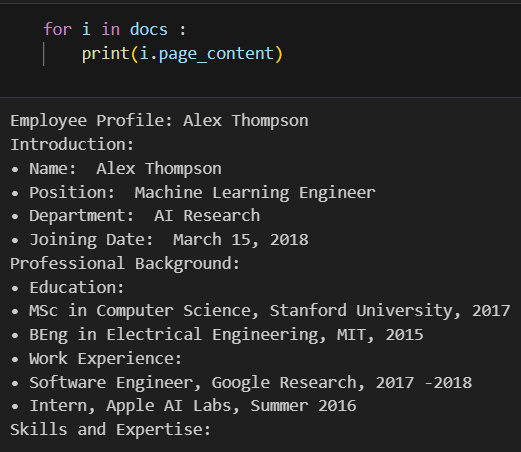 for i in docs :
    print(i.page_content)
Employee Profile: Alex Thompson
Introduction:
• Name:  Alex Thompson
• Position:  Machine Learning Engineer
• Department:  AI Research
• Joining Date:  March 15, 2018
Professional Background:
• Education:
• MSc in Computer Science, Stanford University, 2017
• BEng in Electrical Engineering, MIT, 2015
• Work Experience:
• Software Engineer, Google Research, 2017 -2018
• Intern, Apple AI Labs, Summer 2016
Skills and Expertise: